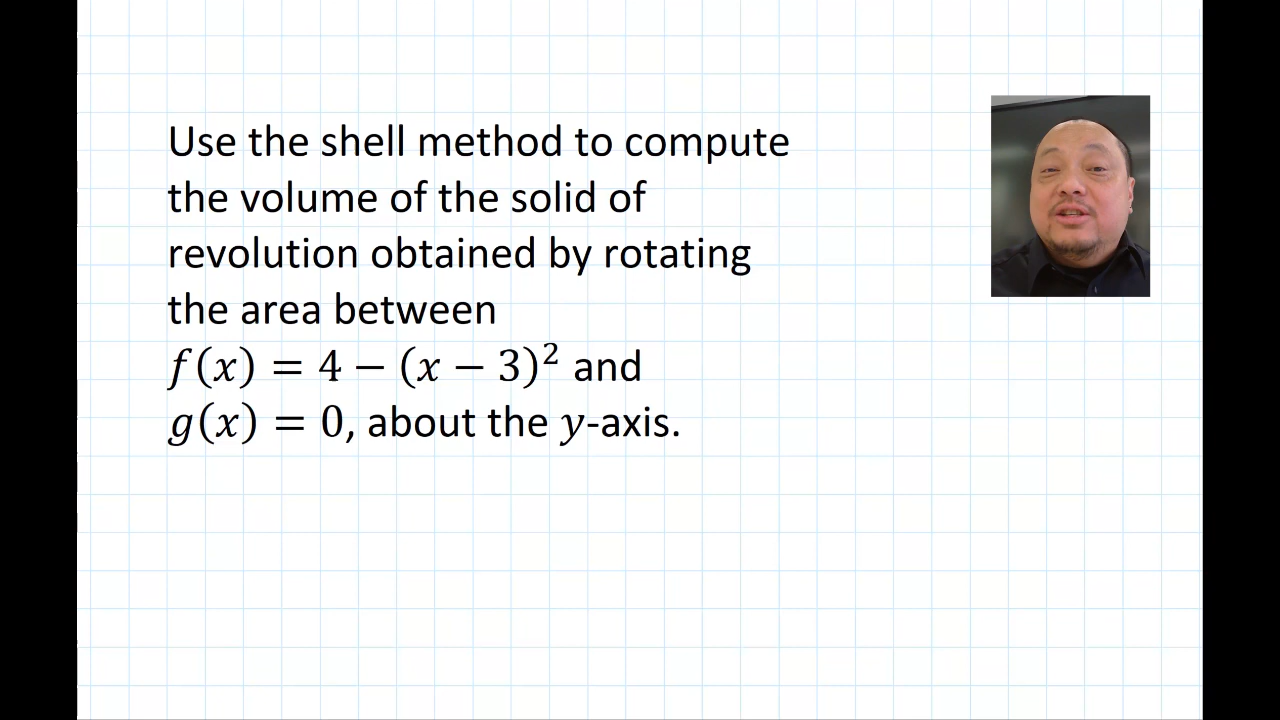 Use the shell method to compute
the volume of the solid of
revolution obtained by rotating
the area between
f(x) = 4 − (x − 3)² and
g(x) = 0, about the y-axis.